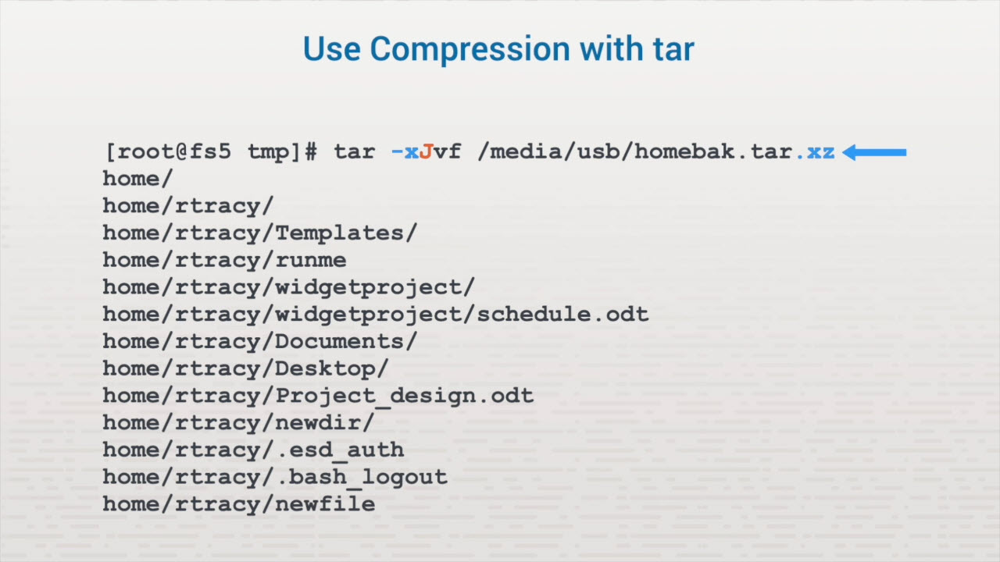 Use Compression with tar
[root@fs5 tmp]# tar -xJvf /media/usb/homebak.tar.xz
home/
home/rtracy/
home/rtracy/Templates/
home/rtracy/runme
home/rtracy/widgetproject/
home/rtracy/widgetproject/schedule.odt
home/rtracy/Documents/
home/rtracy/Desktop/
home/rtracy/Project_design.odt
home/rtracy/newdir/
home/rtracy/.esd_auth
home/rtracy/.bash_logout
home/rtracy/newfile